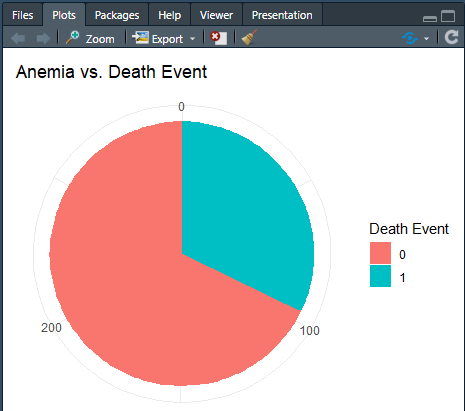 Files Plots Packages Help Viewer Presentation
Zoom Export
Anemia vs. Death Event
0
Death Event
0
1
200
100